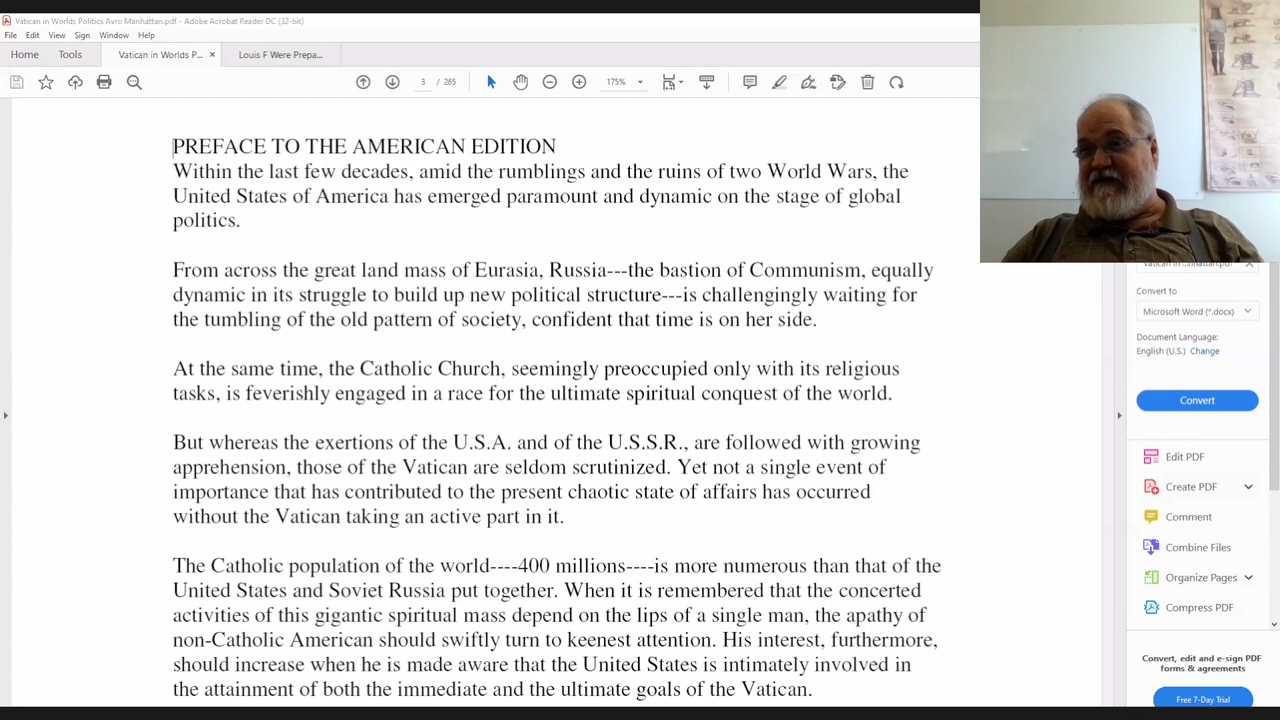 Vatican in Worlds Politics Avro Manhattan.pdf - Adobe Acrobat Reader DC (32-bit)
File Edit View Sign Window Help
Home Tools Vatican in Worlds P... × Louis F Were Prepa...
3 / 265 175%
PREFACE TO THE AMERICAN EDITION
Within the last few decades, amid the rumblings and the ruins of two World Wars, the
United States of America has emerged paramount and dynamic on the stage of global
politics.
From across the great land mass of Eurasia, Russia---the bastion of Communism, equally
dynamic in its struggle to build up new political structure---is challengingly waiting for
the tumbling of the old pattern of society, confident that time is on her side.
At the same time, the Catholic Church, seemingly preoccupied only with its religious
tasks, is feverishly engaged in a race for the ultimate spiritual conquest of the world.
But whereas the exertions of the U.S.A. and of the U.S.S.R., are followed with growing
apprehension, those of the Vatican are seldom scrutinized. Yet not a single event of
importance that has contributed to the present chaotic state of affairs has occurred
without the Vatican taking an active part in it.
The Catholic population of the world----400 millions----is more numerous than that of the
United States and Soviet Russia put together. When it is remembered that the concerted
activities of this gigantic spiritual mass depend on the lips of a single man, the apathy of
non-Catholic American should swiftly turn to keenest attention. His interest, furthermore,
should increase when he is made aware that the United States is intimately involved in
the attainment of both the immediate and the ultimate goals of the Vatican.
Convert to
Microsoft Word (*.docx)
Document Language:
English (U.S.) Change
Convert
Edit PDF
Create PDF
Comment
Combine Files
Organize Pages
Compress PDF
Convert, edit and e-sign PDF
forms & agreements
Free 7-Day Trial